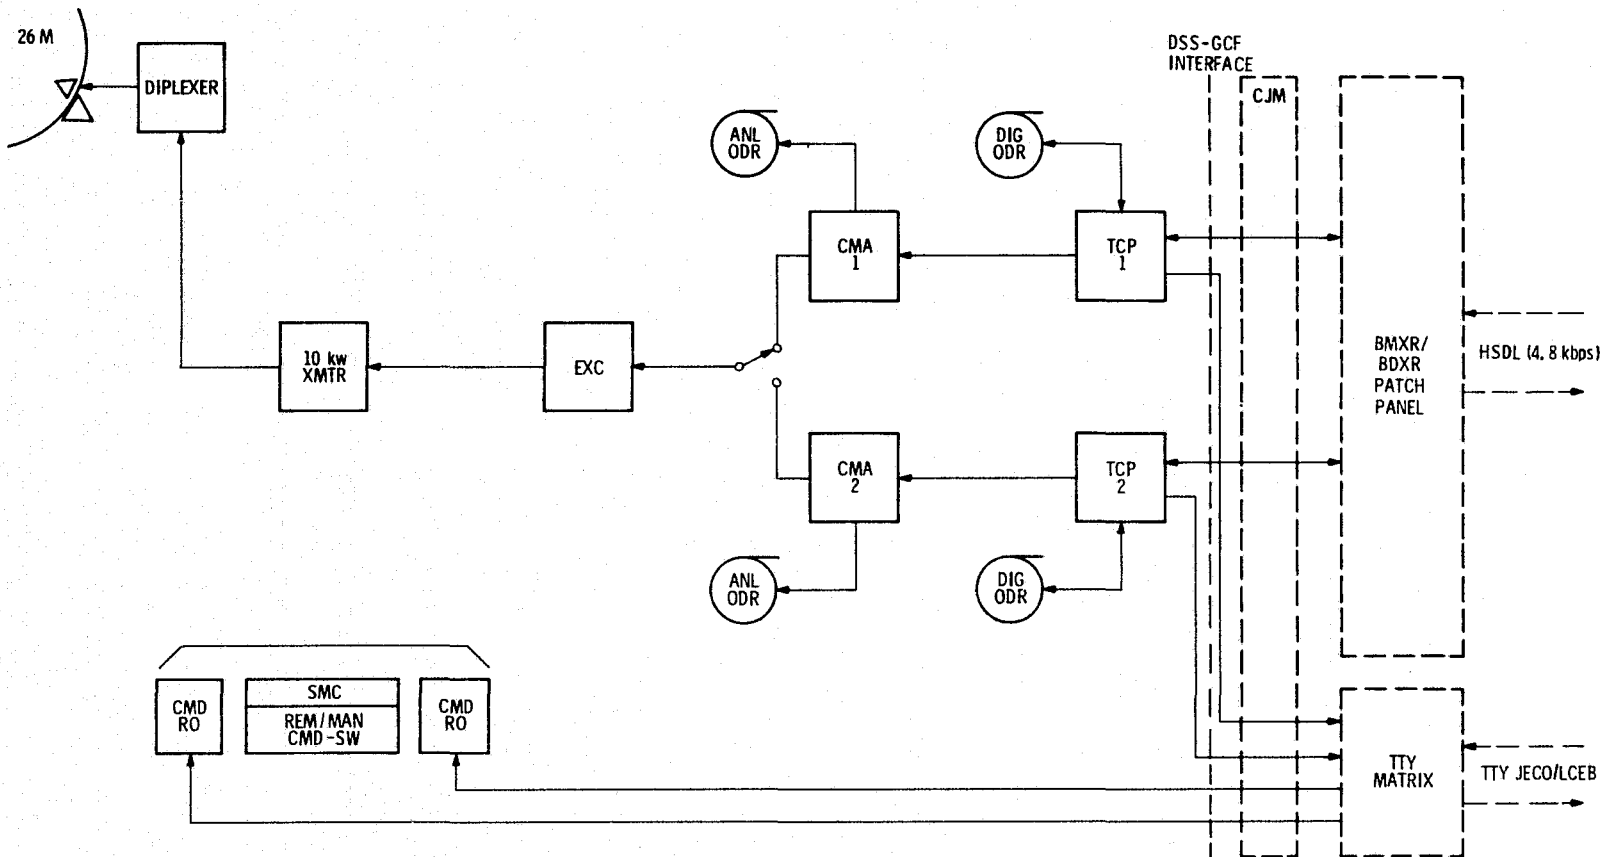 26 M
DIPLEXER
DSS-GCF
INTERFACE
CJM
ANL
ODR
DIG
ODR
CMA
1
TCP
1
10 kw
XMTR
EXC
BMXR/
BDXR
PATCH
PANEL
HSDL (4.8 kbps)
CMA
2
TCP
2
ANL
ODR
DIG
ODR
CMD
RO
SMC
REM/MAN
CMD-SW
CMD
RO
TTY
MATRIX
TTY JECO/LCEB